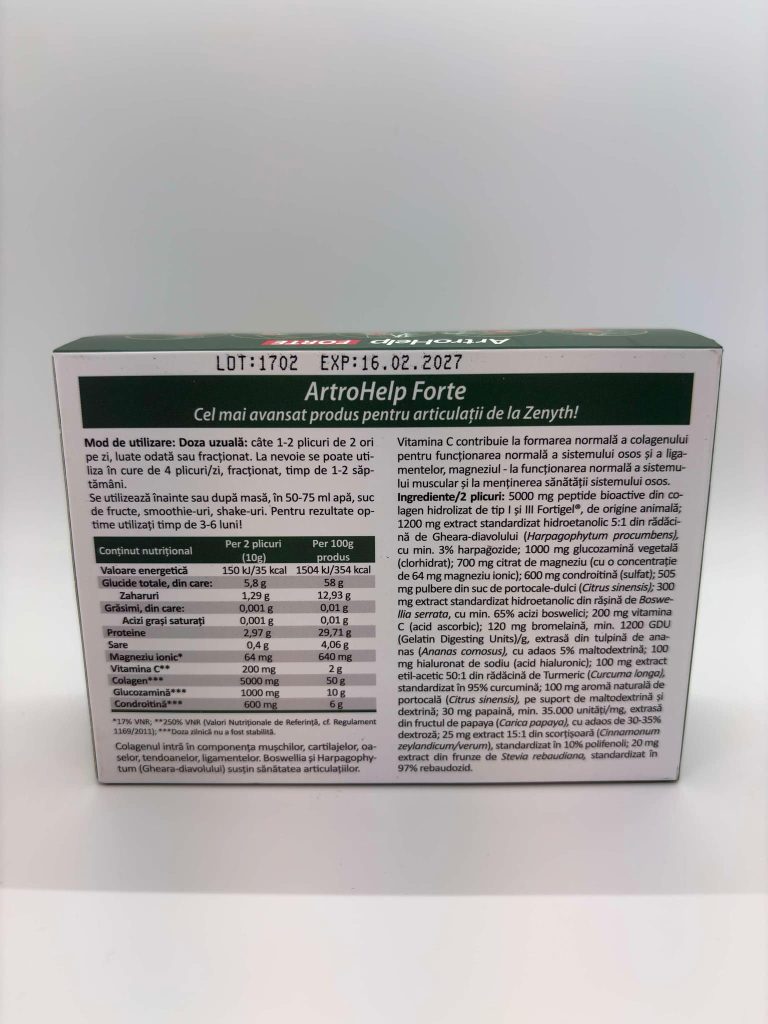 ArtroHelp FORTE
LOT:1702 EXP:16.02.2027
ArtroHelp Forte
Cel mai avansat produs pentru articulații de la Zenyth!
Mod de utilizare: Doza uzuală: câte 1-2 plicuri de 2 ori
pe zi, luate odată sau fracționat. La nevoie se poate uti-
liza în cure de 4 plicuri/zi, fracționat, timp de 1-2 săp-
tămâni.
Se utilizează înainte sau după masă, în 50-75 ml apă, suc
de fructe, smoothie-uri, shake-uri. Pentru rezultate op-
time utilizați timp de 3-6 luni!
Conținut nutrițional Per 2 plicuri (10g) Per 100g produs
Valoare energetică 150 kJ/35 kcal 1504 kJ/354 kcal
Glucide totale, din care: 5,8 g 58 g
Zaharuri 1,29 g 12,93 g
Grăsimi, din care: 0,001 g 0,01 g
Acizi grași saturați 0,001 g 0,01 g
Proteine 2,97 g 29,71 g
Sare 0,4 g 4,06 g
Magneziu ionic* 64 mg 640 mg
Vitamina C** 200 mg 2 g
Colagen*** 5000 mg 50 g
Glucozamină*** 1000 mg 10 g
Condroitină*** 600 mg 6 g
*17% VNR; **250% VNR (Valori Nutriționale de Referință, cf. Regulament
1169/2011); ***Doza zilnică nu a fost stabilită.
Colagenul intră în componența mușchilor, cartilajelor, oa-
selor, tendoanelor, ligamentelor. Boswellia și Harpagophy-
tum (Gheara-diavolului) susțin sănătatea articulațiilor.
Vitamina C contribuie la formarea normală a colagenului
pentru funcționarea normală a sistemului osos și a liga-
mentelor, magneziul - la funcționarea normală a sistemu-
lui muscular și la menținerea sănătății sistemului osos.
Ingrediente/2 plicuri: 5000 mg peptide bioactive din co-
lagen hidrolizat de tip I și III Fortigel®, de origine animală;
1200 mg extract standardizat hidroetanolic 5:1 din rădăci-
nă de Gheara-diavolului (Harpagophytum procumbens),
cu min. 3% harpagozide; 1000 mg glucozamină vegetală
(clorhidrat); 700 mg citrat de magneziu (cu o concentrație
de 64 mg magneziu ionic); 600 mg condroitină (sulfat); 505
mg pulbere din suc de portocale-dulci (Citrus sinensis); 300
mg extract standardizat hidroetanolic din rășină de Boswe-
llia serrata, cu min. 65% acizi boswelici; 200 mg vitamina
C (acid ascorbic); 120 mg bromelaină, min. 1200 GDU
(Gelatin Digesting Units)/g, extrasă din tulpină de ana-
nas (Ananas comosus), cu adaos 5% maltodextrină; 100
mg hialuronat de sodiu (acid hialuronic); 100 mg extract
etil-acetic 50:1 din rădăcină de Turmeric (Curcuma longa),
standardizat în 95% curcumină; 100 mg aromă naturală de
portocală (Citrus sinensis), pe suport de maltodextrină și
dextrină; 30 mg papaină, min. 35.000 unități/mg, extrasă
din fructul de papaya (Carica papaya), cu adaos de 30-35%
dextroză; 25 mg extract 15:1 din scorțișoară (Cinnamonum
zeylandicum/verum), standardizat în 10% polifenoli; 20 mg
extract din frunze de Stevia rebaudiana, standardizat în
97% rebaudozid.